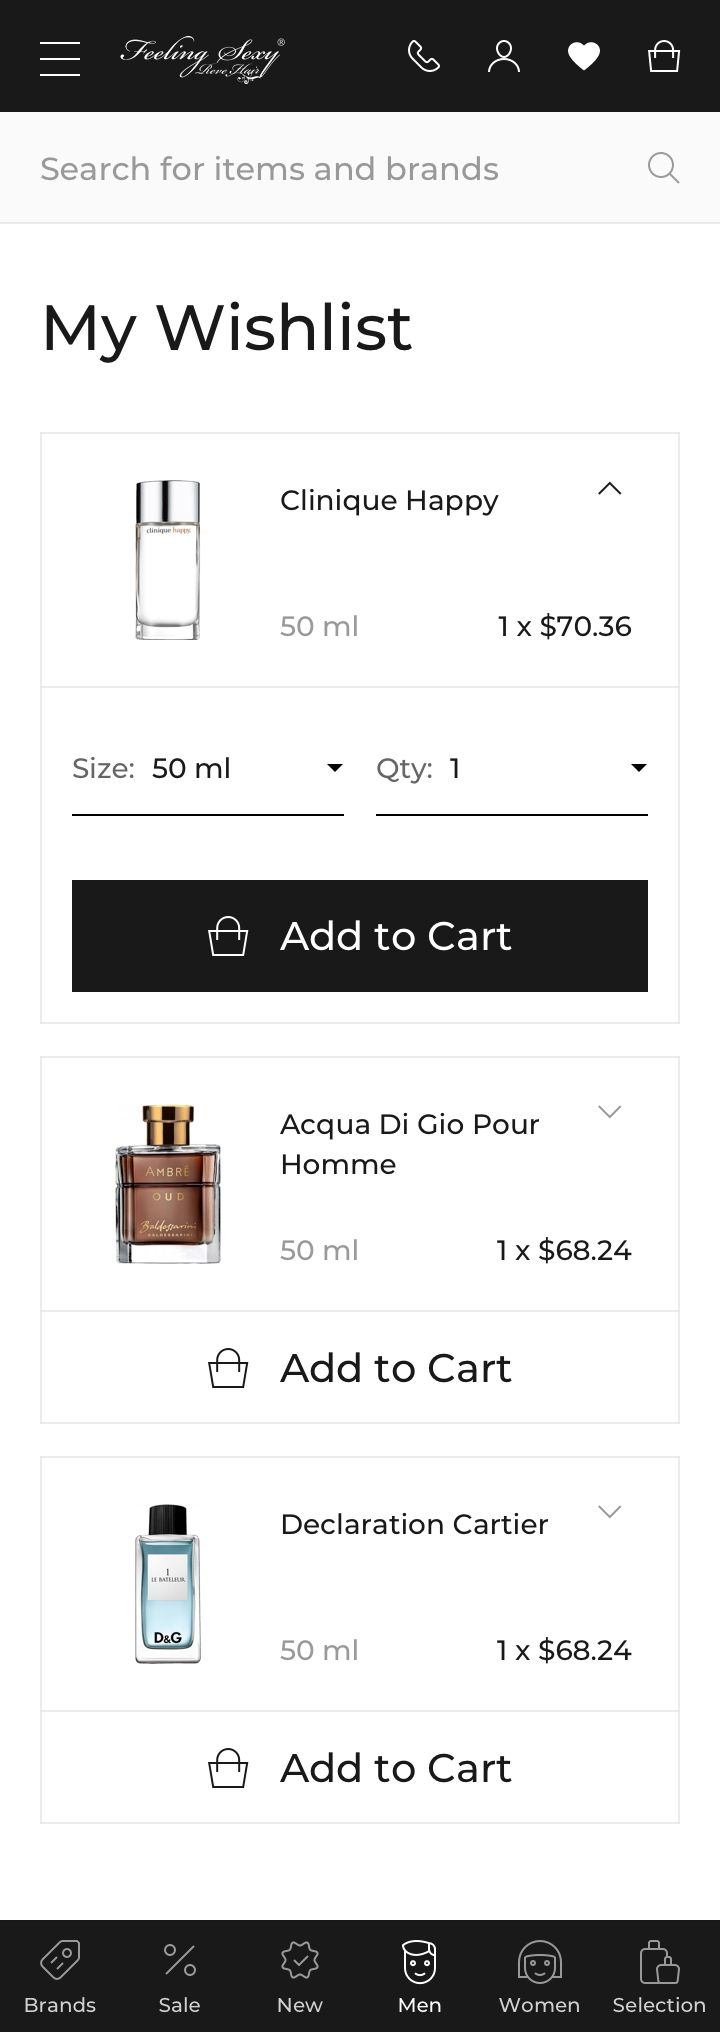 Feeling Sexy®
Reve Hair
Search for items and brands
My Wishlist
clinique happy.
Clinique Happy
50 ml
1 x $70.36
Size: 50 ml
Qty: 1
Add to Cart
AMBRÉ
OUD
Baldessarini
BALDESSARINI
Acqua Di Gio Pour
Homme
50 ml
1 x $68.24
Add to Cart
1
LE BATELEUR
D&G
Declaration Cartier
50 ml
1 x $68.24
Add to Cart
Brands
Sale
New
Men
Women
Selection